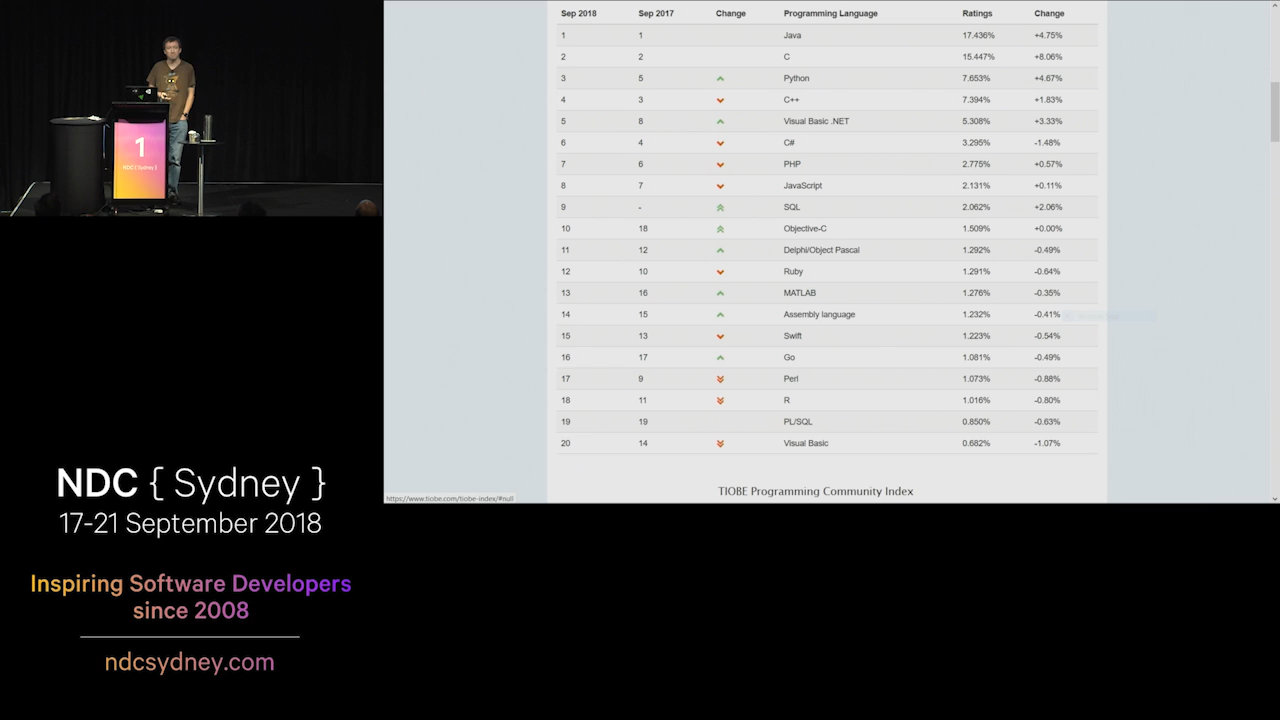 1
NDC { Sydney }
NDC { Sydney }
17-21 September 2018
Inspiring Software Developers
since 2008
ndcsydney.com
Sep 2018 Sep 2017 Change Programming Language Ratings Change
1 1 Java 17.436% +4.75%
2 2 C 15.447% +8.06%
3 5 Python 7.653% +4.67%
4 3 C++ 7.394% +1.83%
5 8 Visual Basic .NET 5.308% +3.33%
6 4 C# 3.295% -1.48%
7 6 PHP 2.775% +0.57%
8 7 JavaScript 2.131% +0.11%
9 - SQL 2.062% +2.06%
10 18 Objective-C 1.509% +0.00%
11 12 Delphi/Object Pascal 1.292% -0.49%
12 10 Ruby 1.291% -0.64%
13 16 MATLAB 1.276% -0.35%
14 15 Assembly language 1.232% -0.41%
15 13 Swift 1.223% -0.54%
16 17 Go 1.081% -0.49%
17 9 Perl 1.073% -0.88%
18 11 R 1.016% -0.80%
19 19 PL/SQL 0.850% -0.63%
20 14 Visual Basic 0.682% -1.07%
TIOBE Programming Community Index
https://www.tiobe.com/tiobe-index/#null